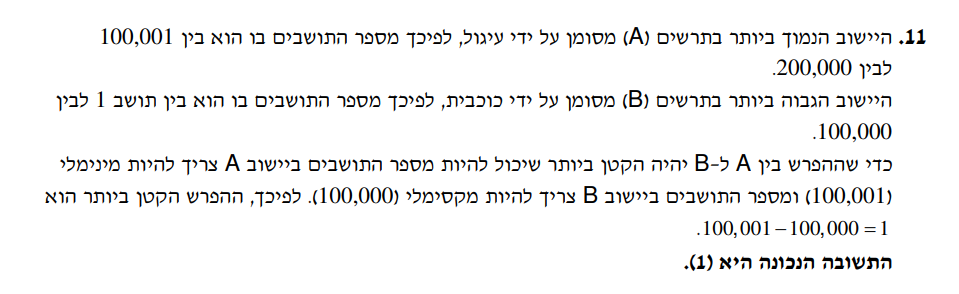 11. היישוב הנמוך ביותר בתרשים (A) מסומן על ידי עיגול, לפיכך מספר התושבים בו הוא בין 100,001
לבין 200,000.
היישוב הגבוה ביותר בתרשים (B) מסומן על ידי כוכבית, לפיכך מספר התושבים בו הוא בין תושב 1 לבין
100,000.
כדי שההפרש בין A ל-B יהיה הקטן ביותר שיכול להיות מספר התושבים ביישוב A צריך להיות מינימלי
(100,001) ומספר התושבים ביישוב B צריך להיות מקסימלי (100,000). לפיכך, ההפרש הקטן ביותר הוא
100,001 – 100,000 = 1.
התשובה הנכונה היא (1).